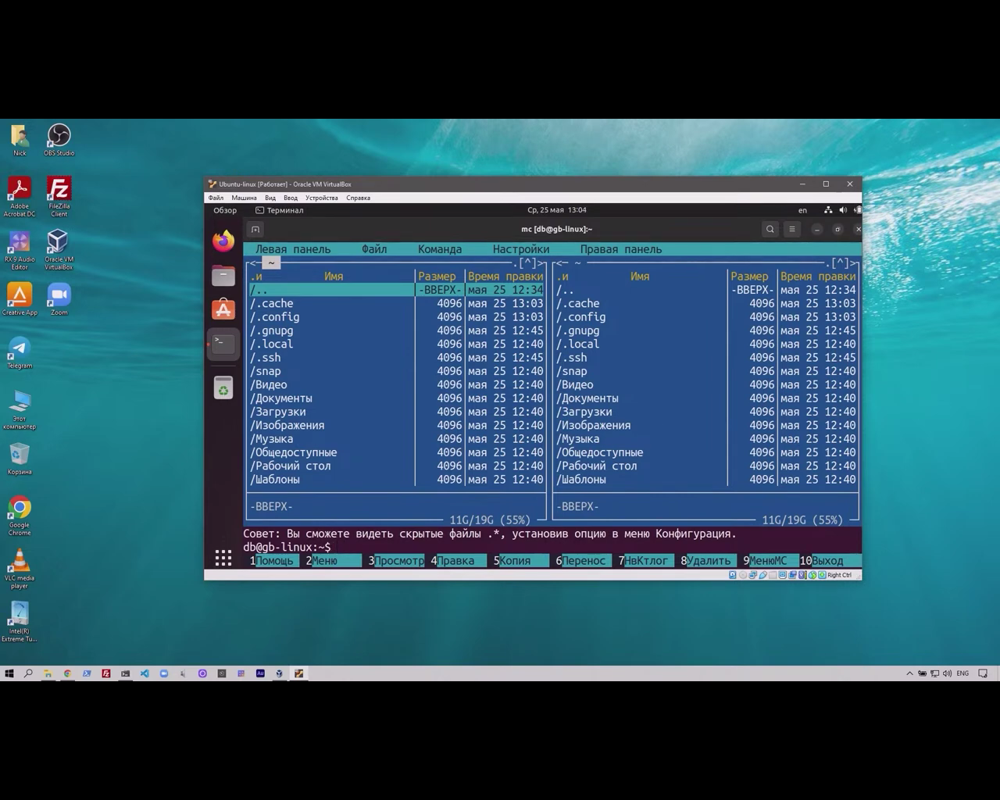 Nick
OBS Studio
Adobe
Acrobat DC
FileZilla
Client
RX 9 Audio
Editor
Oracle VM
VirtualBox
Creative App
Zoom
Telegram
Этот
компьютер
Корзина
Google
Chrome
VLC media
player
Intel(R)
Extreme Tu...
Ubuntu-linux [Работает] - Oracle VM VirtualBox
Файл Машина Вид Ввод Устройства Справка
Обзор Терминал Ср, 25 мая 13:04 en
mc [db@gb-linux]:~
Левая панель Файл Команда Настройки Правая панель
<─ ~ ─.[^]> <─ ~ ─.[^]>
.и Имя Размер Время правки .и Имя Размер Время правки
/.. -ВВЕРХ- мая 25 12:34 /.. -ВВЕРХ- мая 25 12:34
/.cache 4096 мая 25 13:03 /.cache 4096 мая 25 13:03
/.config 4096 мая 25 13:03 /.config 4096 мая 25 13:03
/.gnupg 4096 мая 25 12:45 /.gnupg 4096 мая 25 12:45
/.local 4096 мая 25 12:40 /.local 4096 мая 25 12:40
/.ssh 4096 мая 25 12:45 /.ssh 4096 мая 25 12:45
/snap 4096 мая 25 12:40 /snap 4096 мая 25 12:40
/Видео 4096 мая 25 12:40 /Видео 4096 мая 25 12:40
/Документы 4096 мая 25 12:40 /Документы 4096 мая 25 12:40
/Загрузки 4096 мая 25 12:40 /Загрузки 4096 мая 25 12:40
/Изображения 4096 мая 25 12:40 /Изображения 4096 мая 25 12:40
/Музыка 4096 мая 25 12:40 /Музыка 4096 мая 25 12:40
/Общедоступные 4096 мая 25 12:40 /Общедоступные 4096 мая 25 12:40
/Рабочий стол 4096 мая 25 12:40 /Рабочий стол 4096 мая 25 12:40
/Шаблоны 4096 мая 25 12:40 /Шаблоны 4096 мая 25 12:40
-ВВЕРХ- -ВВЕРХ-
11G/19G (55%) 11G/19G (55%)
Совет: Вы сможете видеть скрытые файлы .*, установив опцию в меню Конфигурация.
db@gb-linux:~$
1Помощь 2Меню 3Просмотр 4Правка 5Копия 6Перенос 7НвКтлог 8Удалить 9МенюMC 10Выход
Right Ctrl
Au ENG